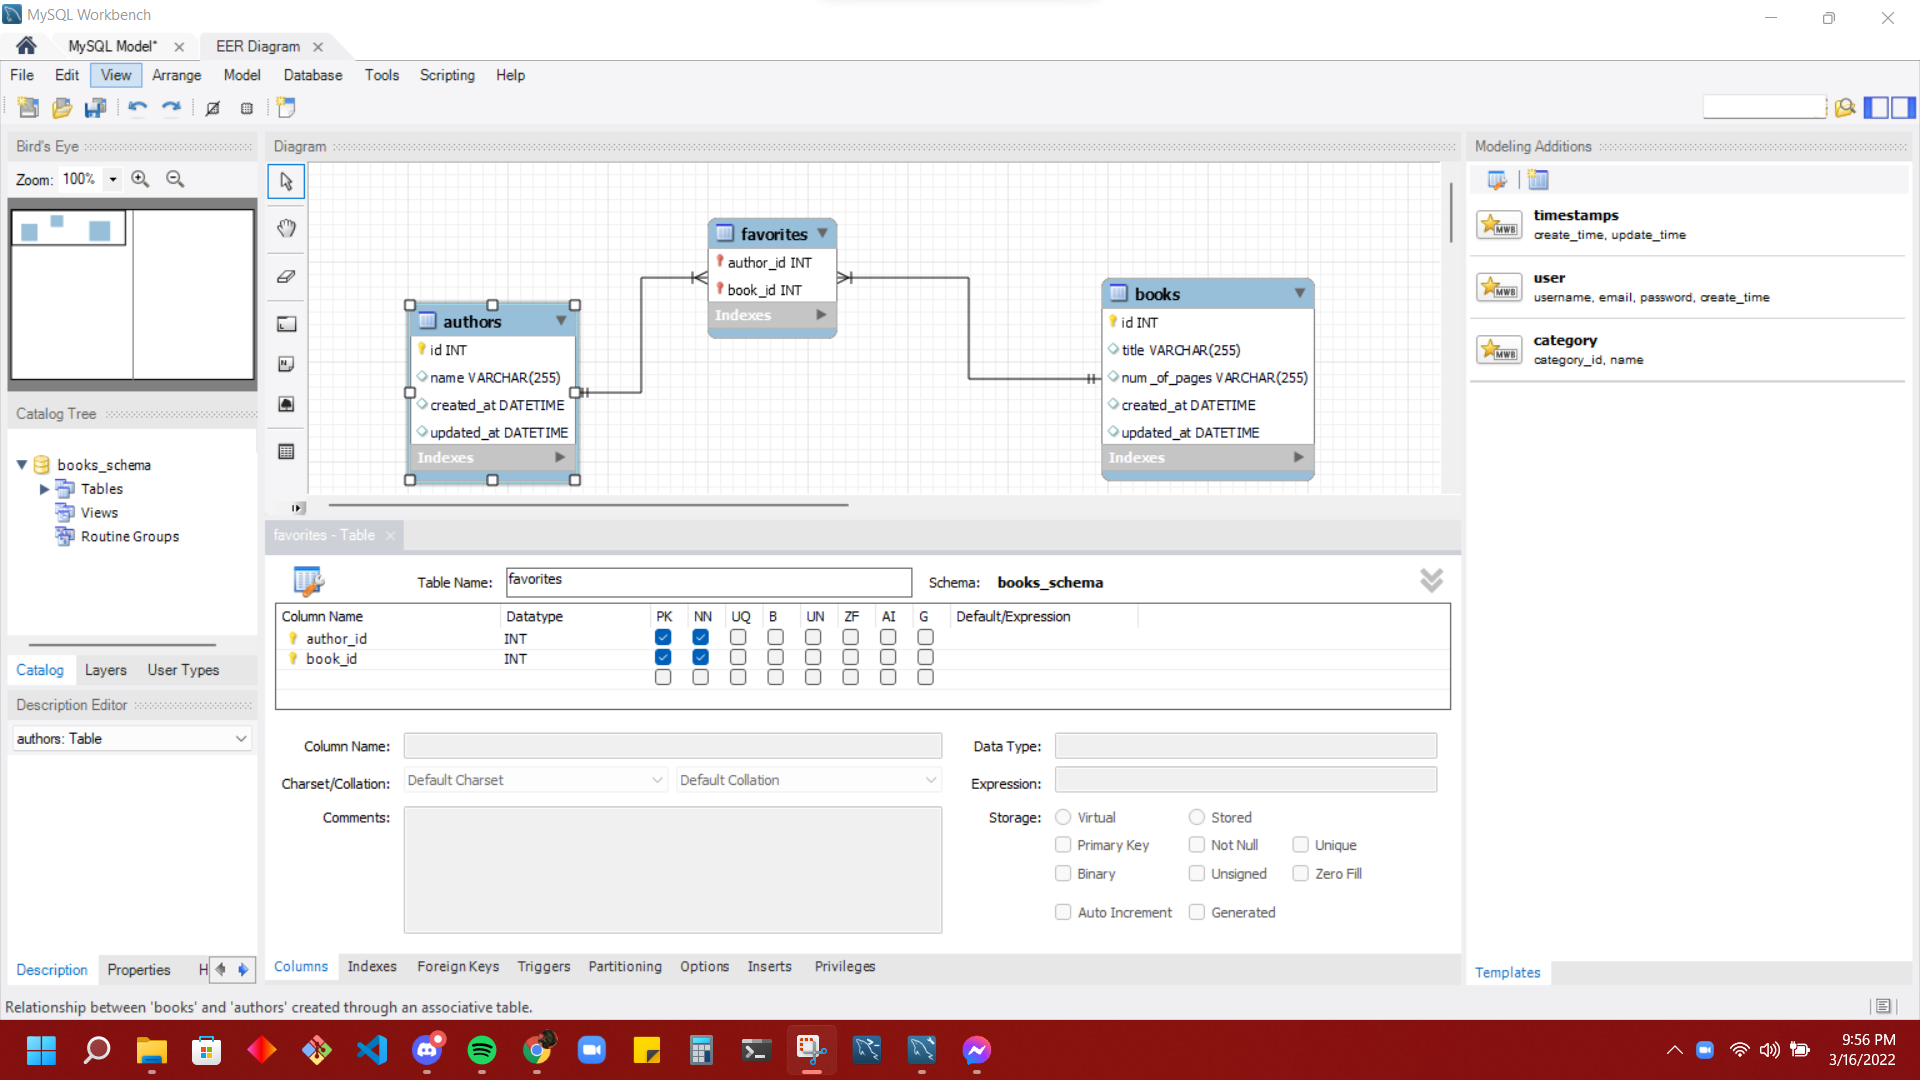 MySQL Workbench
MySQL Model*
EER Diagram
File Edit View Arrange Model Database Tools Scripting Help
Bird's Eye
Zoom: 100%
Diagram
Modeling Additions
timestamps
create_time, update_time
user
username, email, password, create_time
category
category_id, name
favorites
author_id INT
book_id INT
Indexes
authors
id INT
name VARCHAR(255)
created_at DATETIME
updated_at DATETIME
Indexes
books
id INT
title VARCHAR(255)
num_of_pages VARCHAR(255)
created_at DATETIME
updated_at DATETIME
Indexes
Catalog Tree
books_schema
Tables
Views
Routine Groups
Catalog Layers User Types
Description Editor
authors: Table
Description Properties H
favorites - Table
Table Name: favorites Schema: books_schema
Column Name Datatype PK NN UQ B UN ZF AI G Default/Expression
author_id INT
book_id INT
Column Name: Data Type:
Charset/Collation: Default Charset Default Collation Expression:
Comments: Storage: Virtual Stored
Primary Key Not Null Unique
Binary Unsigned Zero Fill
Auto Increment Generated
Columns Indexes Foreign Keys Triggers Partitioning Options Inserts Privileges
Templates
Relationship between 'books' and 'authors' created through an associative table.
9:56 PM
3/16/2022
MWB
MWB
MWB